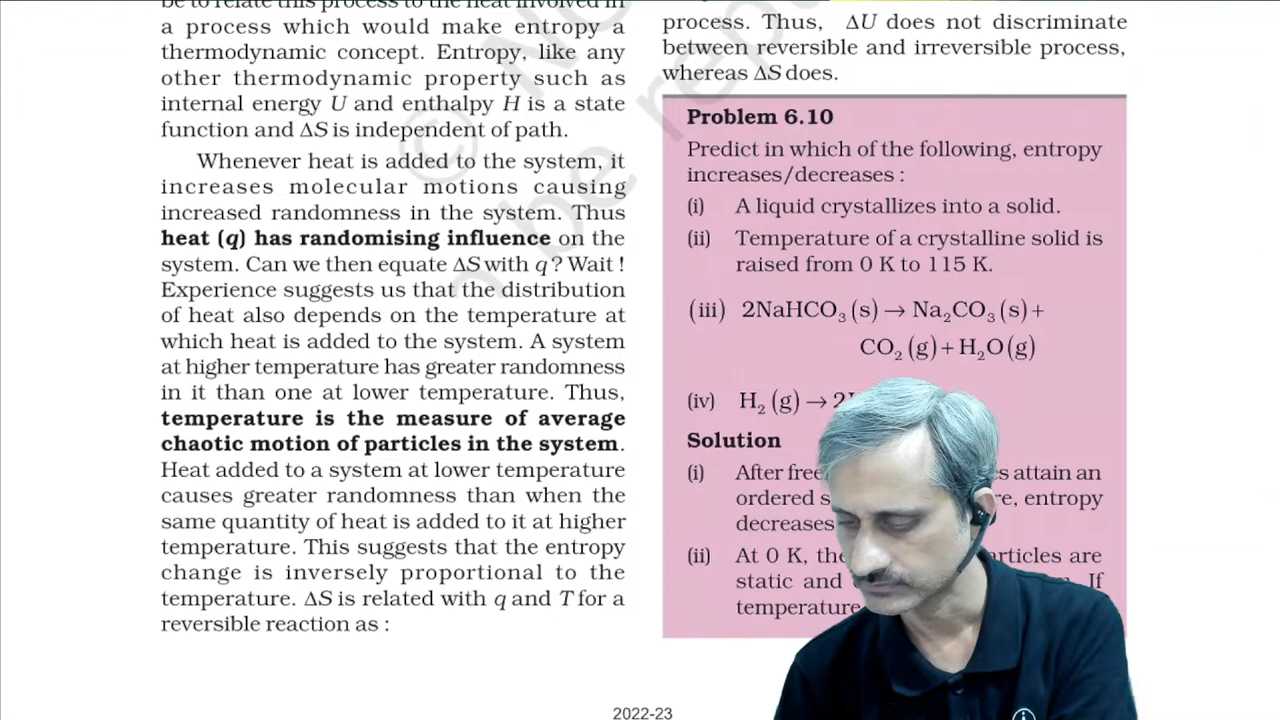 be to relate this process to the heat involved in
a process which would make entropy a
thermodynamic concept. Entropy, like any
other thermodynamic property such as
internal energy U and enthalpy H is a state
function and ΔS is independent of path.
Whenever heat is added to the system, it
increases molecular motions causing
increased randomness in the system. Thus
heat (q) has randomising influence on the
system. Can we then equate ΔS with q ? Wait !
Experience suggests us that the distribution
of heat also depends on the temperature at
which heat is added to the system. A system
at higher temperature has greater randomness
in it than one at lower temperature. Thus,
temperature is the measure of average
chaotic motion of particles in the system.
Heat added to a system at lower temperature
causes greater randomness than when the
same quantity of heat is added to it at higher
temperature. This suggests that the entropy
change is inversely proportional to the
temperature. ΔS is related with q and T for a
reversible reaction as :
process. Thus, ΔU does not discriminate
between reversible and irreversible process,
whereas ΔS does.
Problem 6.10
Predict in which of the following, entropy
increases/decreases :
(i) A liquid crystallizes into a solid.
(ii) Temperature of a crystalline solid is
raised from 0 K to 115 K.
(iii) 2NaHCO₃(s) → Na₂CO₃(s) +
CO₂(g) + H₂O(g)
(iv) H₂(g) → 2
Solution
(i) After attain an
ordered entropy
decreases
(ii) At 0 K, the are
static and If
temperature
2022-23